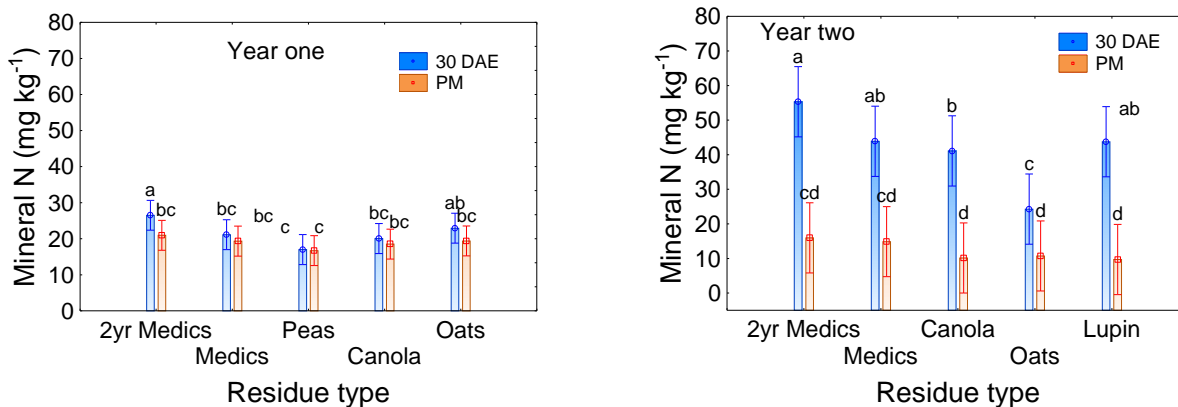 Year one
30 DAE
PM
Mineral N (mg kg-1)
80
70
60
50
40
30
20
10
0
a
bc
bc
bc
c
c
bc
bc
ab
bc
2yr Medics
Medics
Peas
Canola
Oats
Residue type
Year two
30 DAE
PM
Mineral N (mg kg-1)
80
70
60
50
40
30
20
10
0
a
cd
ab
cd
b
d
c
d
ab
d
2yr Medics
Medics
Canola
Oats
Lupin
Residue type